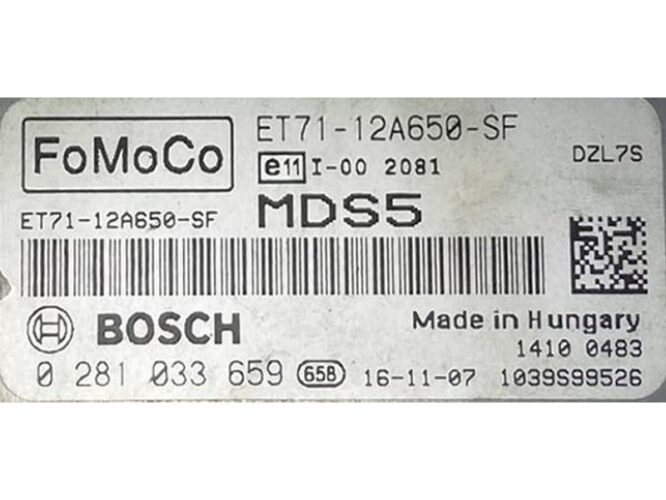 FoMoCo
ET71-12A650-SF
e11 I-00 2081
DZL7S
ET71-12A650-SF
MDS5
BOSCH
Made in Hungary
1410 0483
0 281 033 659 65B 16-11-07 1039S99526